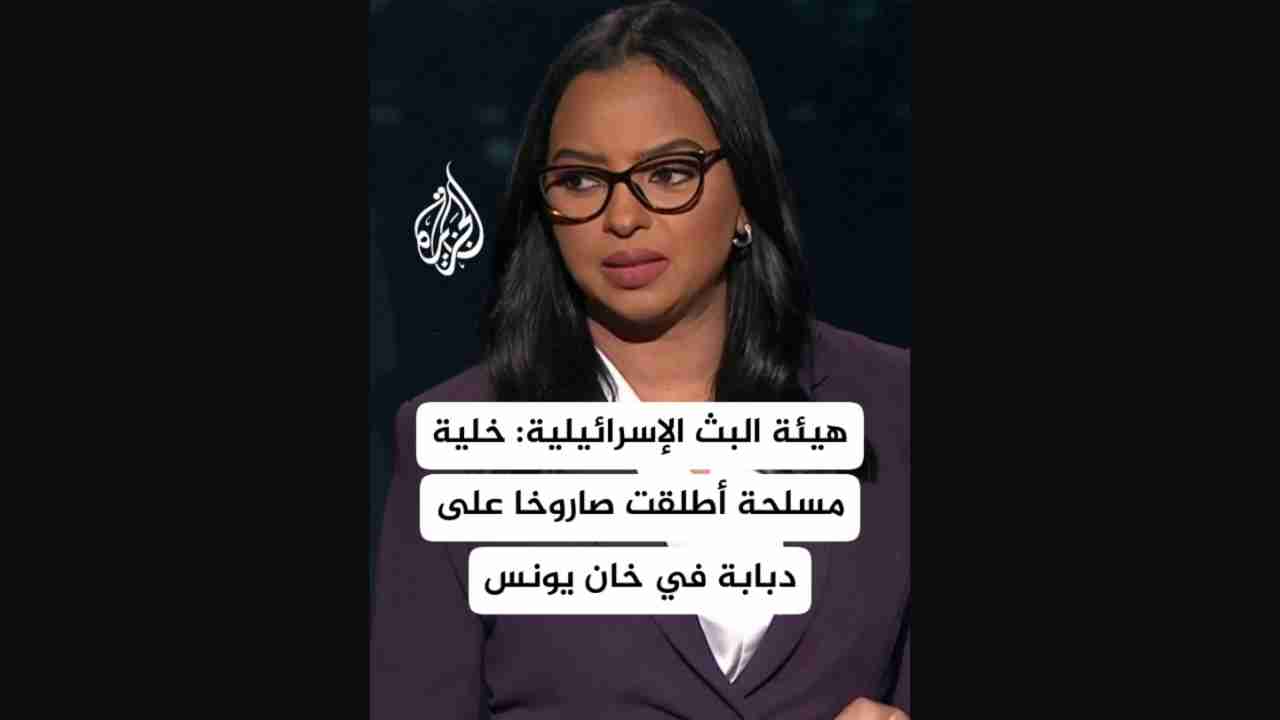 الجزيرة
هيئة البث الإسرائيلية: خلية
مسلحة أطلقت صاروخا على
دبابة في خان يونس